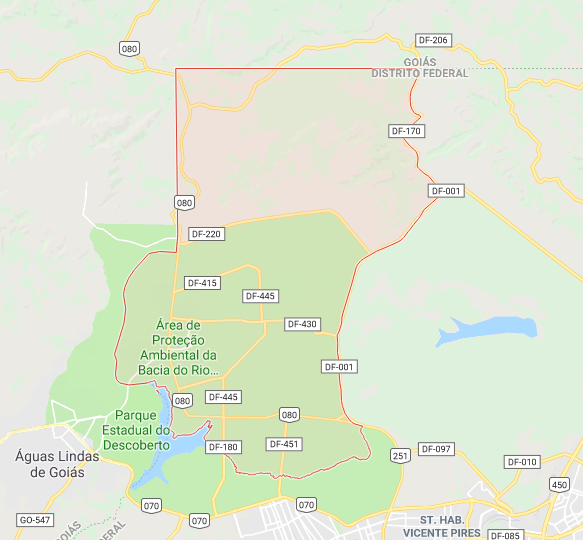 080
DF-206
GOIÁS
DISTRITO FEDERAL
DF-170
DF-001
080
DF-220
DF-415
DF-445
DF-430
Área de
Proteção
Ambiental da
Bacia do Rio...
DF-001
080
DF-445
080
Parque
Estadual do
Descoberto
DF-180
DF-451
Águas Lindas
de Goiás
251
DF-097
DF-010
450
070
070
070
GO-547
GOIÁS
FEDERAL
ST. HAB.
VICENTE PIRES
DF-085